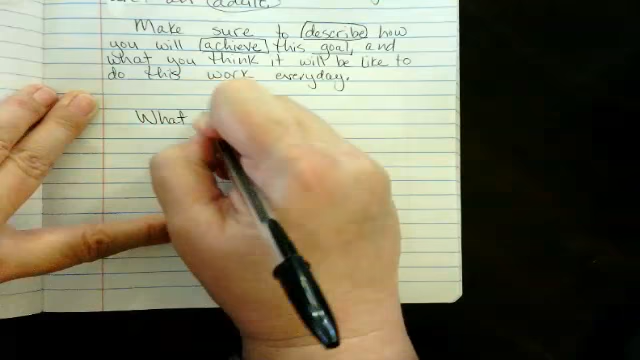 adult
Make sure to describe how
you will achieve this goal, and
what you think it will be like to
do this work everyday.
What